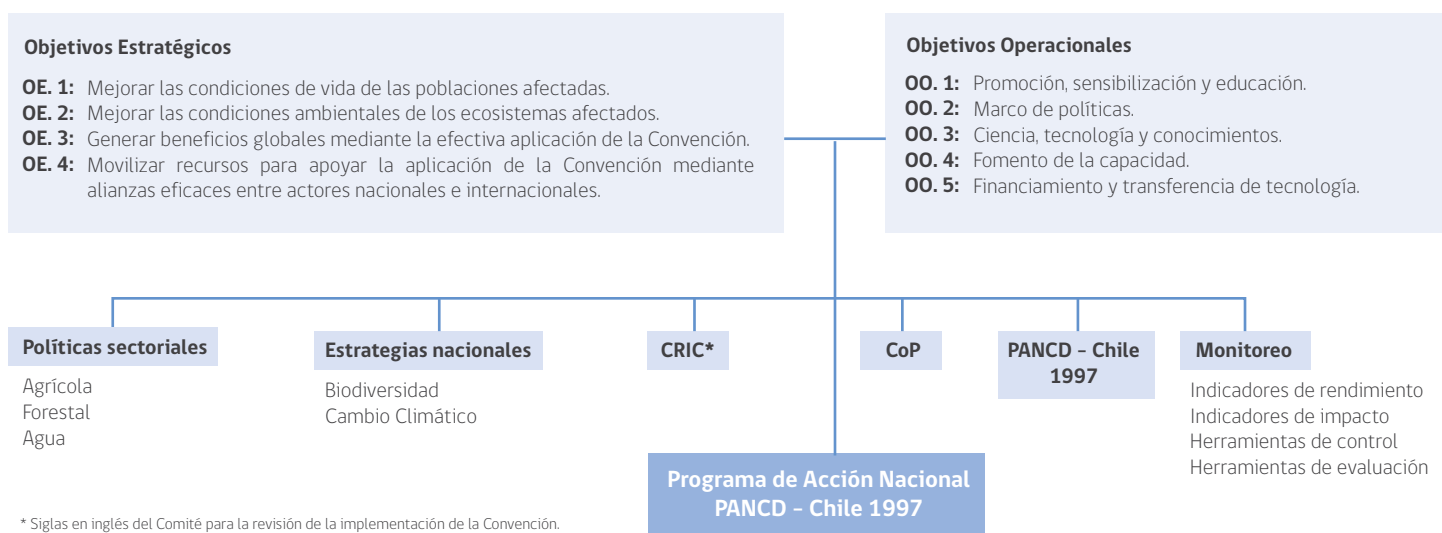 Objetivos Estratégicos
OE. 1: Mejorar las condiciones de vida de las poblaciones afectadas.
OE. 2: Mejorar las condiciones ambientales de los ecosistemas afectados.
OE. 3: Generar beneficios globales mediante la efectiva aplicación de la Convención.
OE. 4: Movilizar recursos para apoyar la aplicación de la Convención mediante
alianzas eficaces entre actores nacionales e internacionales.
Objetivos Operacionales
OO. 1: Promoción, sensibilización y educación.
OO. 2: Marco de políticas.
OO. 3: Ciencia, tecnología y conocimientos.
OO. 4: Fomento de la capacidad.
OO. 5: Financiamiento y transferencia de tecnología.
Políticas sectoriales
Agrícola
Forestal
Agua
Estrategias nacionales
Biodiversidad
Cambio Climático
CRIC*
CoP
PANCD – Chile
1997
Monitoreo
Indicadores de rendimiento
Indicadores de impacto
Herramientas de control
Herramientas de evaluación
Programa de Acción Nacional
PANCD – Chile 1997
* Siglas en inglés del Comité para la revisión de la implementación de la Convención.